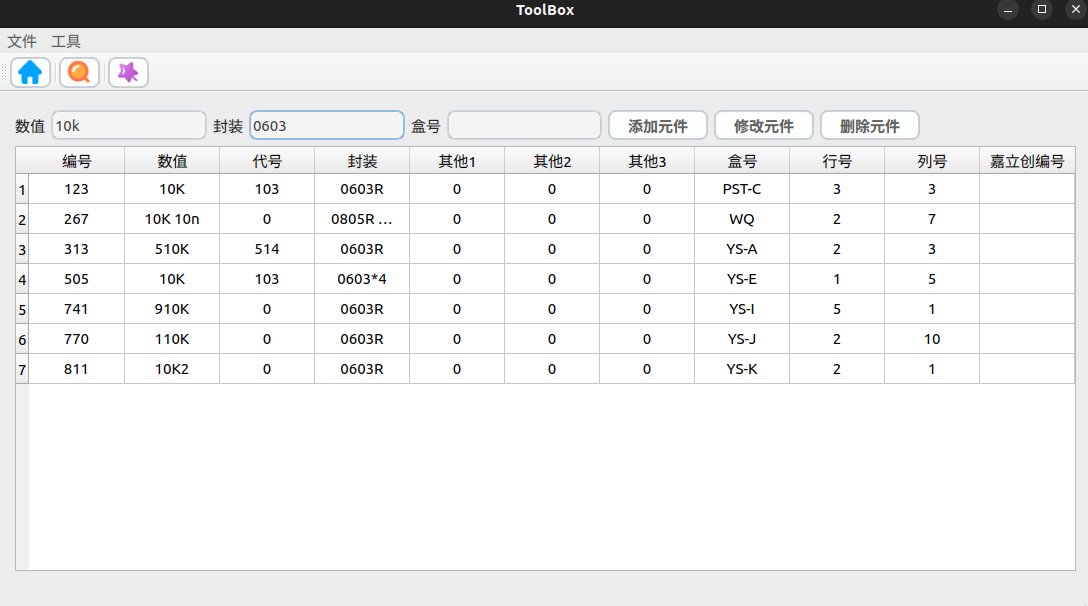 ToolBox
文件 工具
数值 10k 封装 0603 盒号 添加元件 修改元件 删除元件
编号 数值 代号 封装 其他1 其他2 其他3 盒号 行号 列号 嘉立创编号
1 123 10K 103 0603R 0 0 0 PST-C 3 3
2 267 10K 10n 0 0805R ... 0 0 0 WQ 2 7
3 313 510K 514 0603R 0 0 0 YS-A 2 3
4 505 10K 103 0603*4 0 0 0 YS-E 1 5
5 741 910K 0 0603R 0 0 0 YS-I 5 1
6 770 110K 0 0603R 0 0 0 YS-J 2 10
7 811 10K2 0 0603R 0 0 0 YS-K 2 1